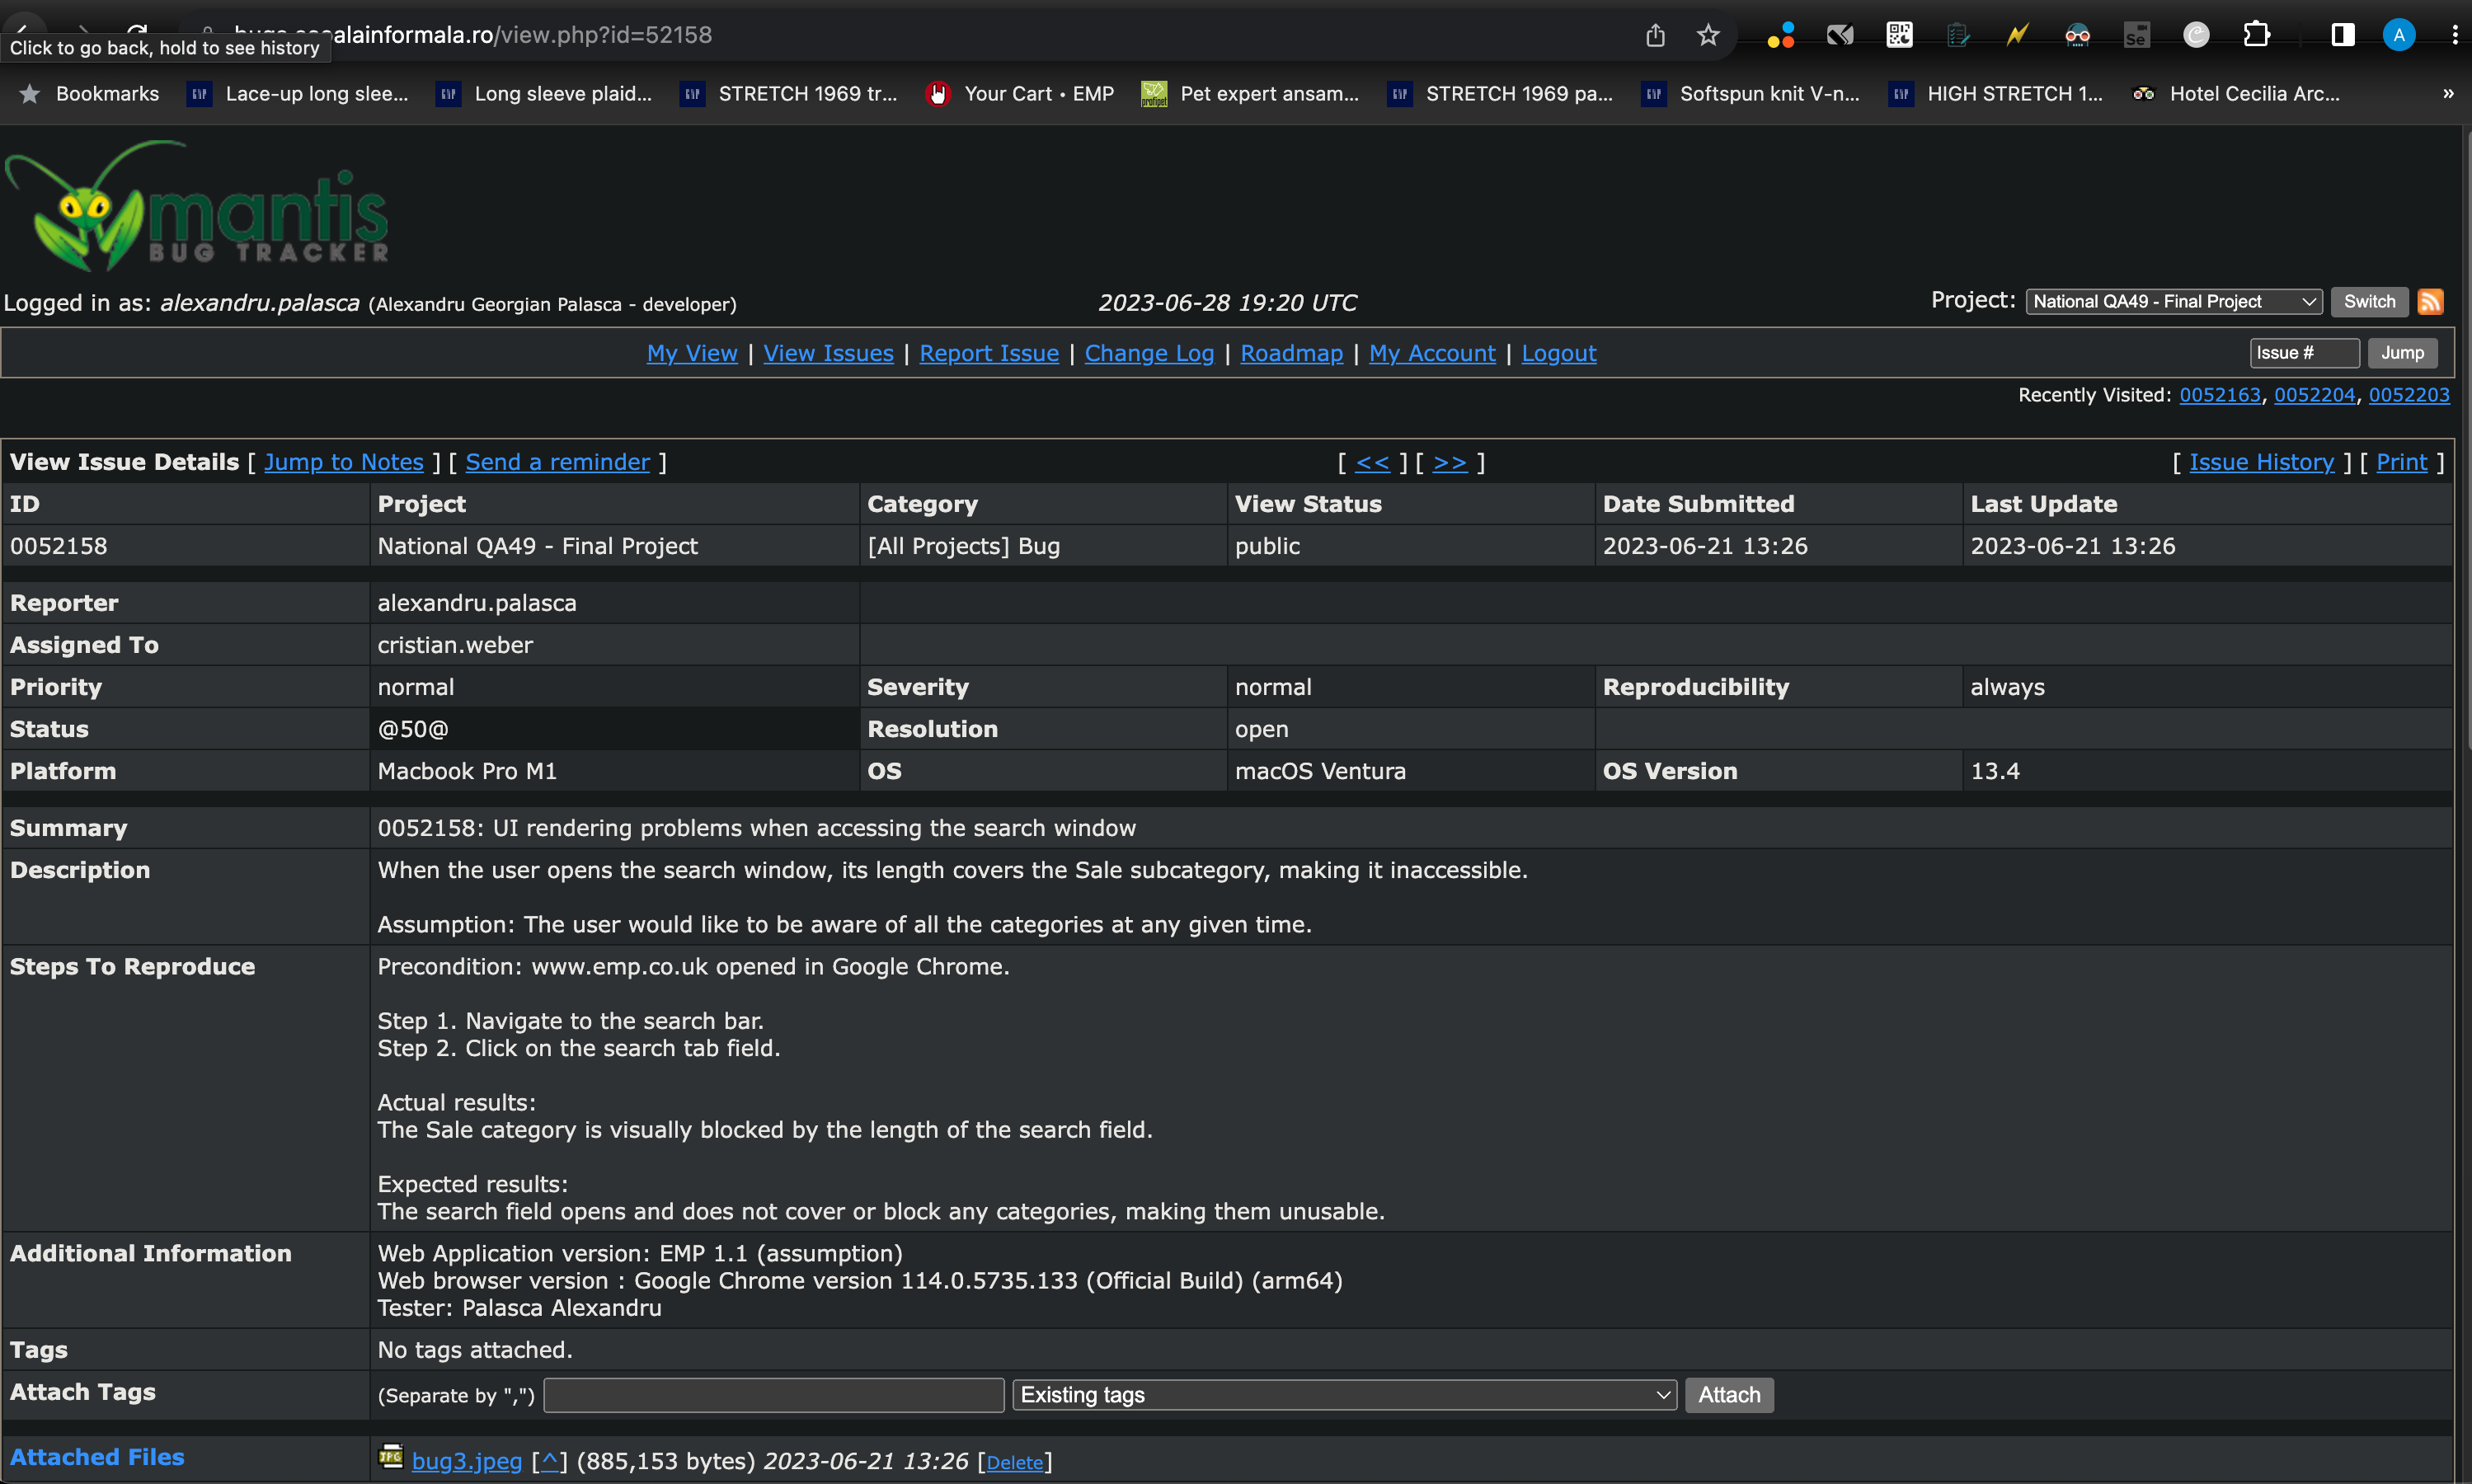 alainformala.ro/view.php?id=52158
Click to go back, hold to see history
Bookmarks Lace-up long slee... Long sleeve plaid... STRETCH 1969 tr... Your Cart • EMP Pet expert ansam... STRETCH 1969 pa... Softspun knit V-n... HIGH STRETCH 1... Hotel Cecilia Arc... »
mantis
BUG TRACKER
Logged in as: alexandru.palasca (Alexandru Georgian Palasca - developer) 2023-06-28 19:20 UTC Project: National QA49 - Final Project Switch
My View | View Issues | Report Issue | Change Log | Roadmap | My Account | Logout Issue # Jump
Recently Visited: 0052163, 0052204, 0052203
View Issue Details [ Jump to Notes ] [ Send a reminder ] [ << ] [ >> ] [ Issue History ] [ Print ]
ID Project Category View Status Date Submitted Last Update
0052158 National QA49 - Final Project [All Projects] Bug public 2023-06-21 13:26 2023-06-21 13:26
Reporter alexandru.palasca
Assigned To cristian.weber
Priority normal Severity normal Reproducibility always
Status @50@ Resolution open
Platform Macbook Pro M1 OS macOS Ventura OS Version 13.4
Summary 0052158: UI rendering problems when accessing the search window
Description When the user opens the search window, its length covers the Sale subcategory, making it inaccessible.
Assumption: The user would like to be aware of all the categories at any given time.
Steps To Reproduce Precondition: www.emp.co.uk opened in Google Chrome.
Step 1. Navigate to the search bar.
Step 2. Click on the search tab field.
Actual results:
The Sale category is visually blocked by the length of the search field.
Expected results:
The search field opens and does not cover or block any categories, making them unusable.
Additional Information Web Application version: EMP 1.1 (assumption)
Web browser version : Google Chrome version 114.0.5735.133 (Official Build) (arm64)
Tester: Palasca Alexandru
Tags No tags attached.
Attach Tags (Separate by ",") Existing tags Attach
Attached Files bug3.jpeg [^] (885,153 bytes) 2023-06-21 13:26 [Delete]